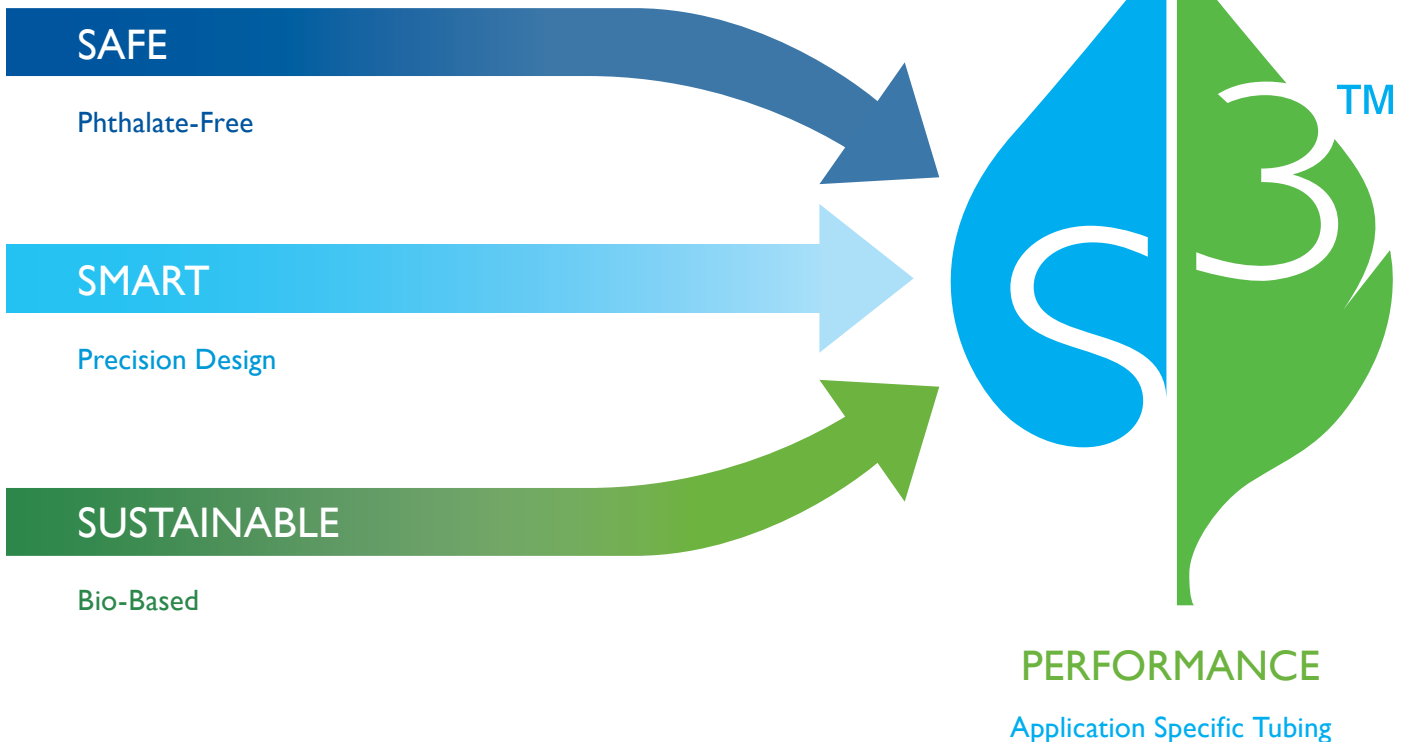 SAFE
Phthalate-Free
SMART
Precision Design
SUSTAINABLE
Bio-Based
S3™
PERFORMANCE
Application Specific Tubing